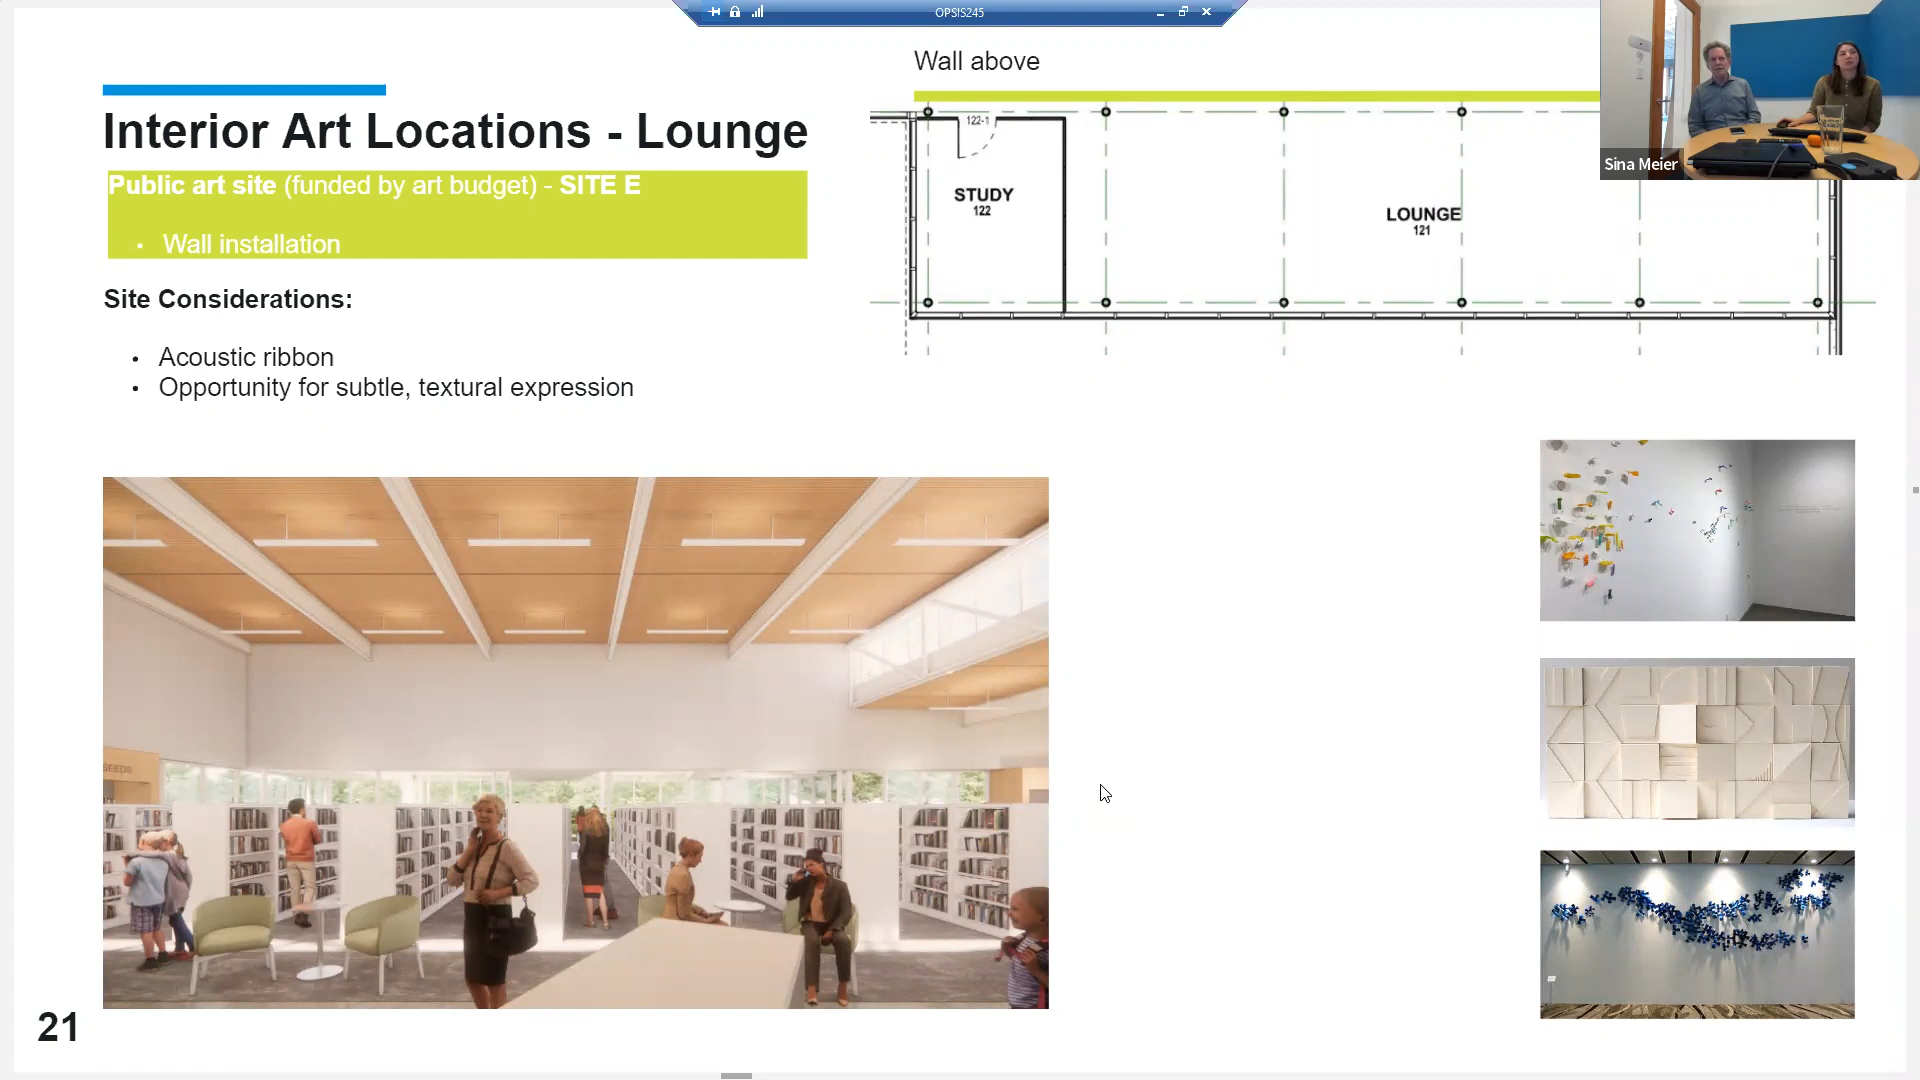 OPSIS245
Wall above
Interior Art Locations - Lounge
Public art site (funded by art budget) - SITE E
• Wall installation
Site Considerations:
• Acoustic ribbon
• Opportunity for subtle, textural expression
122-1
STUDY
122
LOUNGE
121
Sina Meier
SEEDS
21